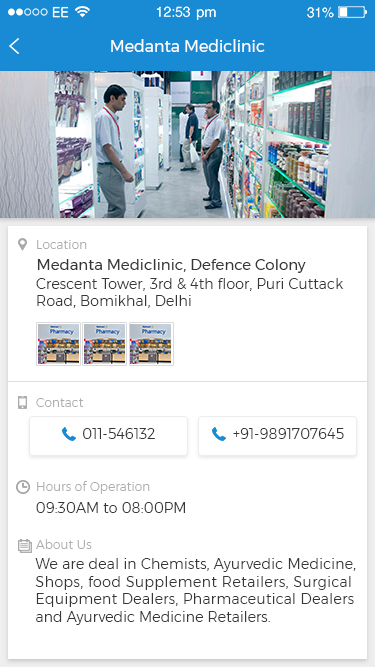 EE 12:53 pm 31%
Medanta Mediclinic
Location
Medanta Mediclinic, Defence Colony
Crescent Tower, 3rd & 4th floor, Puri Cuttack
Road, Bomikhal, Delhi
Pharmacy Pharmacy Pharmacy
Contact
011-546132 +91-9891707645
Hours of Operation
09:30AM to 08:00PM
About Us
We are deal in Chemists, Ayurvedic Medicine,
Shops, food Supplement Retailers, Surgical
Equipment Dealers, Pharmaceutical Dealers
and Ayurvedic Medicine Retailers.